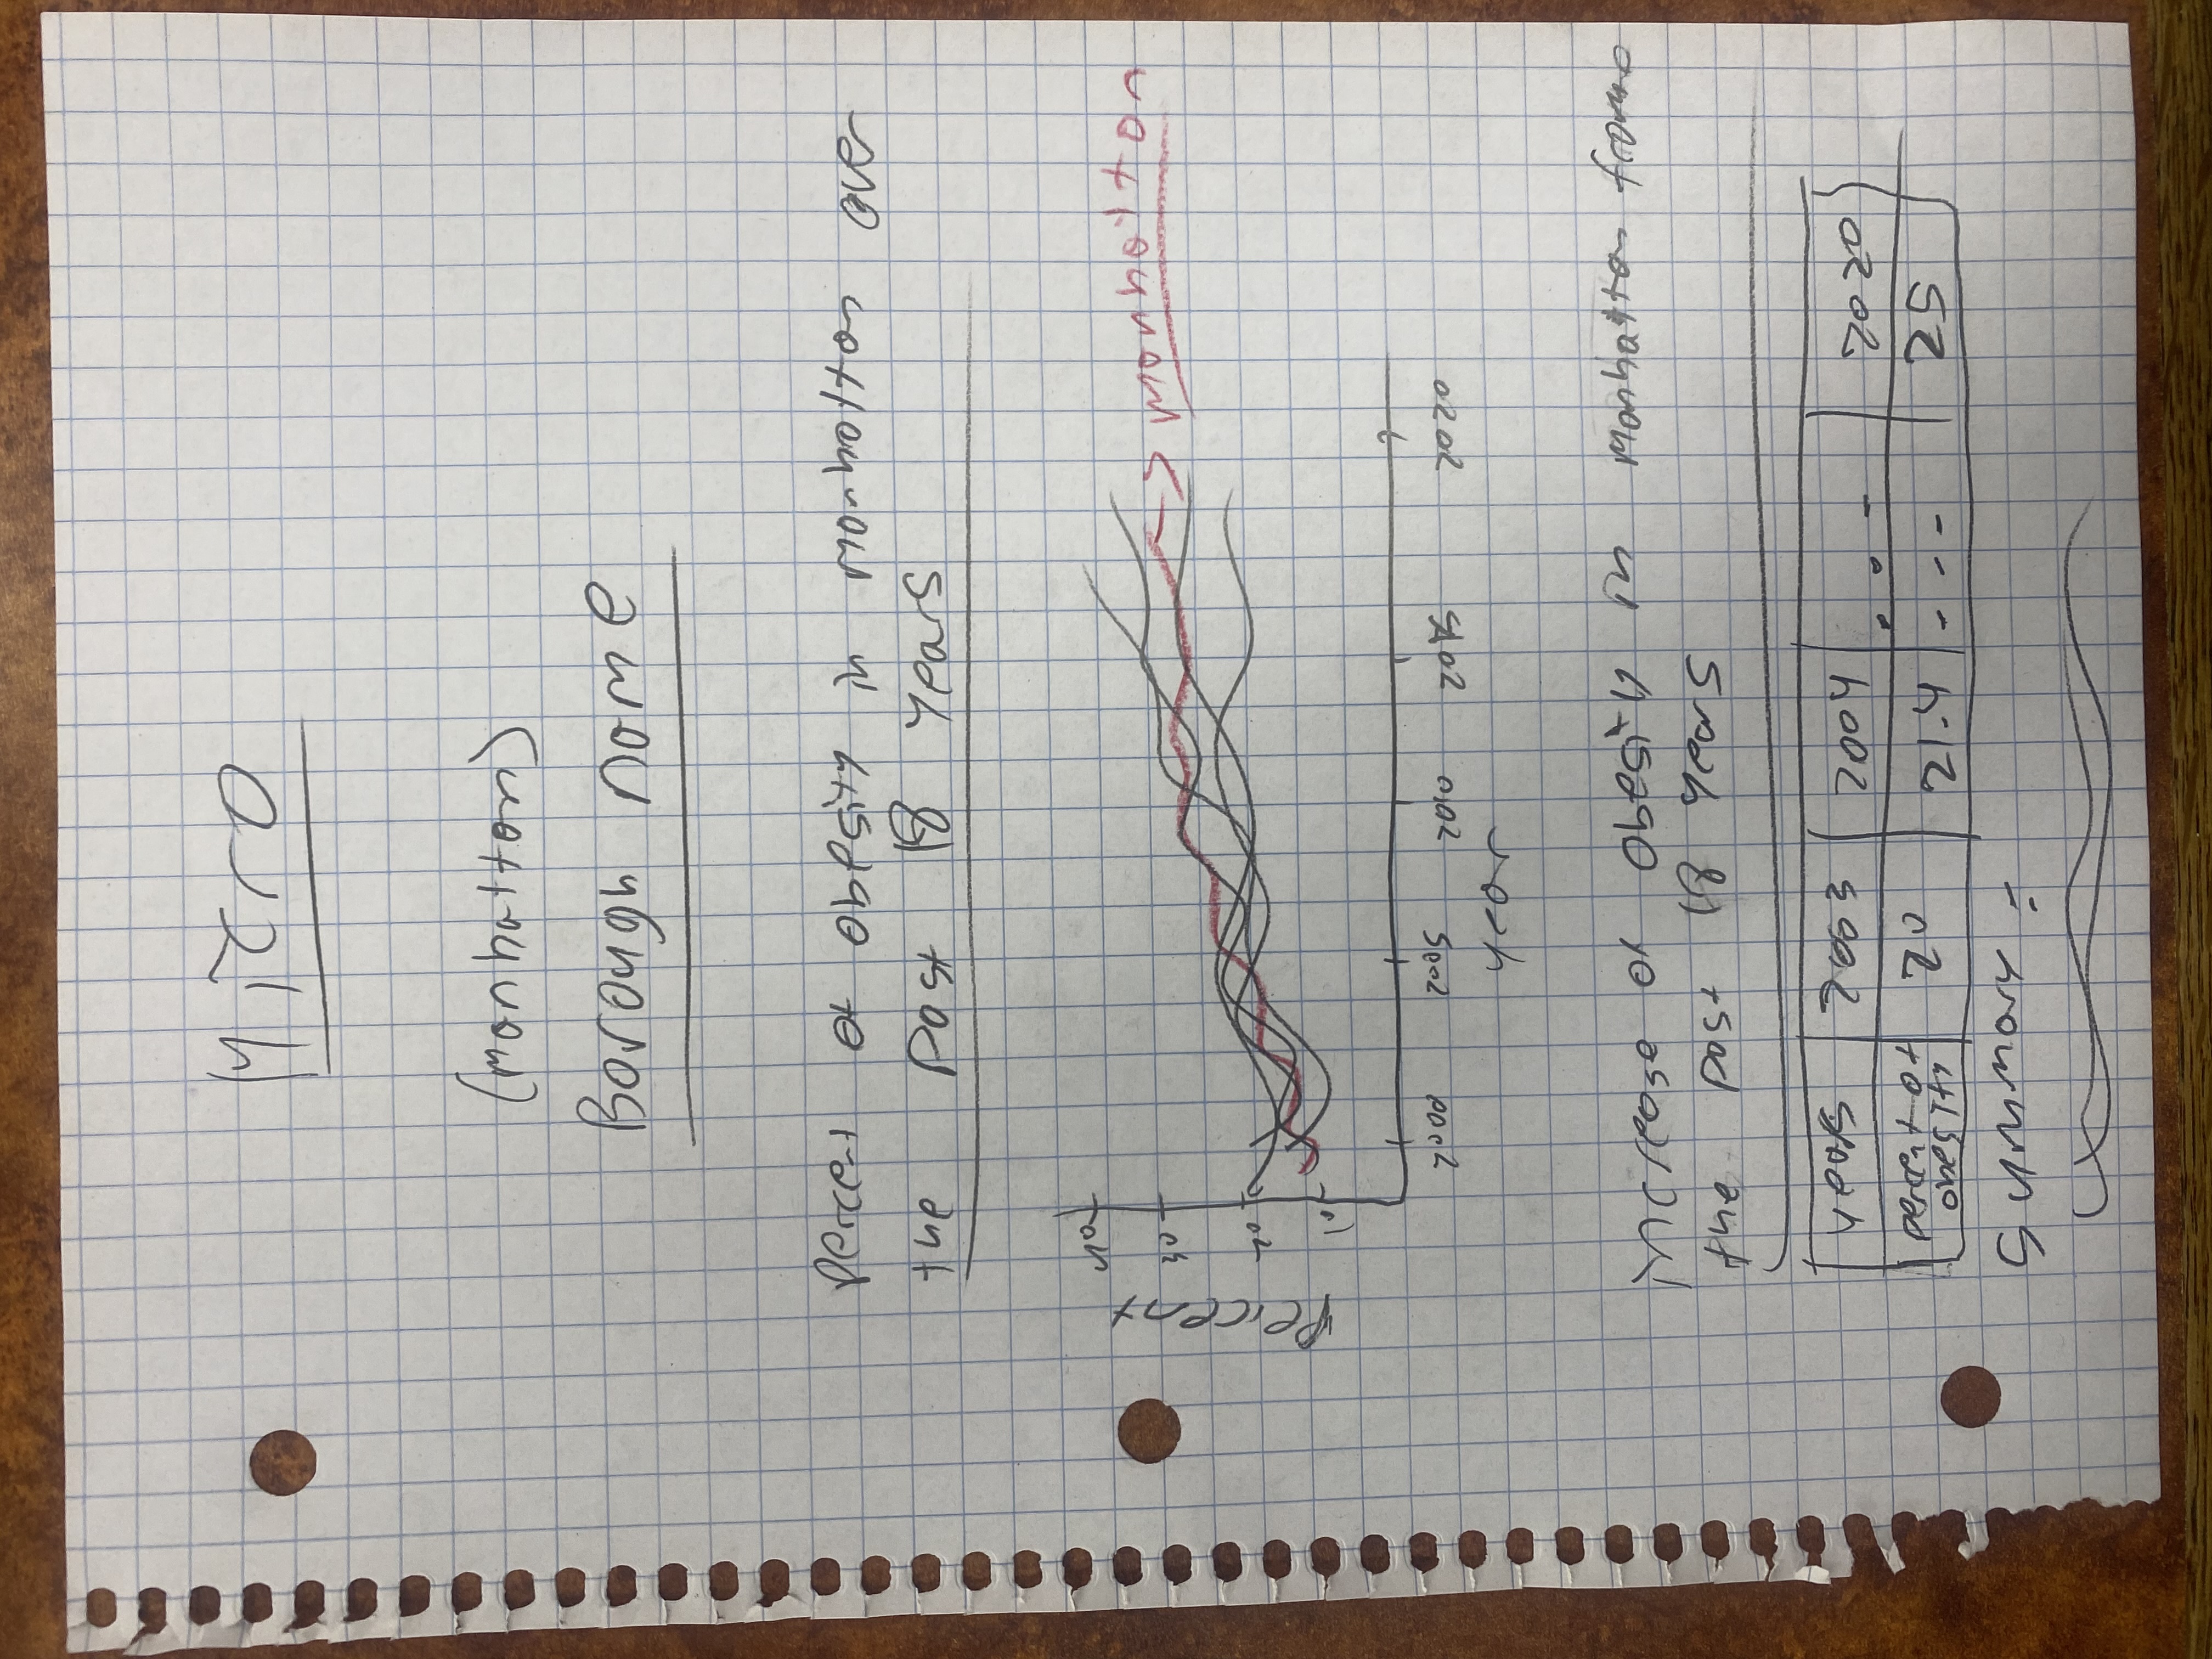 Micro
(manhattan)
Borough name
Percent of obesity in manhattan over
the past 18 years
Percent
40
30
20
10
manhattan
2000
2005
2010
2015
2020
year
Increase of obesity in manhattan from
the past 18 years
years 2003 2004 ... 2020
percent of obesity 20 21.4 --- 25
Summary :